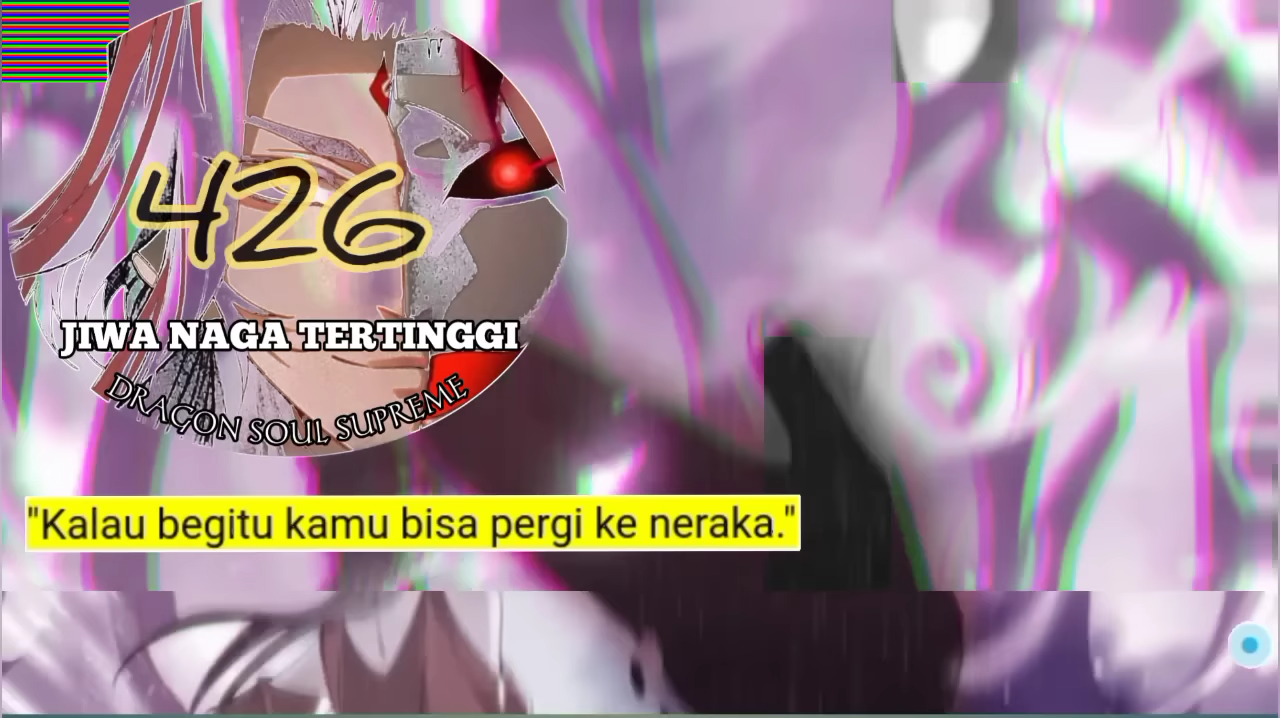 426
JIWA NAGA TERTINGGI
DRAGON SOUL SUPREME
"Kalau begitu kamu bisa pergi ke neraka."